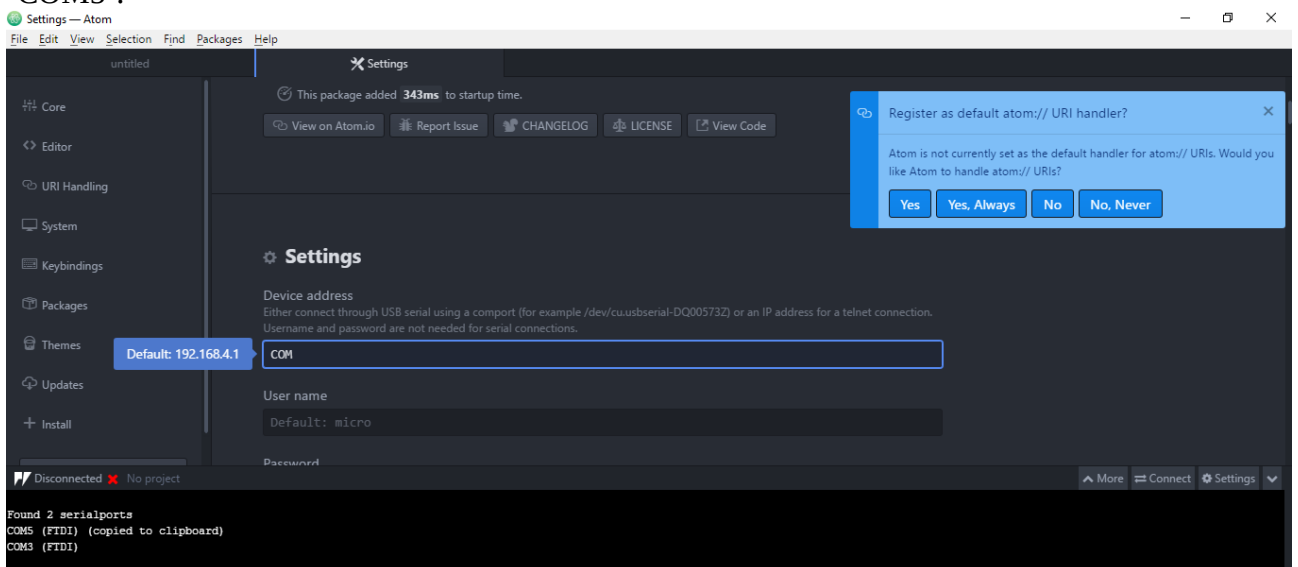 Settings — Atom
File Edit View Selection Find Packages Help
untitled
Settings
Core
Editor
URI Handling
System
Keybindings
Packages
Themes
Updates
Install
This package added 343ms to startup time.
View on Atom.io Report Issue CHANGELOG LICENSE View Code
Register as default atom:// URI handler?
Atom is not currently set as the default handler for atom:// URIs. Would you
like Atom to handle atom:// URIs?
Yes Yes, Always No No, Never
Settings
Device address
Either connect through USB serial using a comport (for example /dev/cu.usbserial-DQ00573Z) or an IP address for a telnet connection.
Username and password are not needed for serial connections.
Default: 192.168.4.1
COM
User name
Default: micro
Password
Disconnected No project
More Connect Settings
Found 2 serialports
COM5 (FTDI) (copied to clipboard)
COM3 (FTDI)